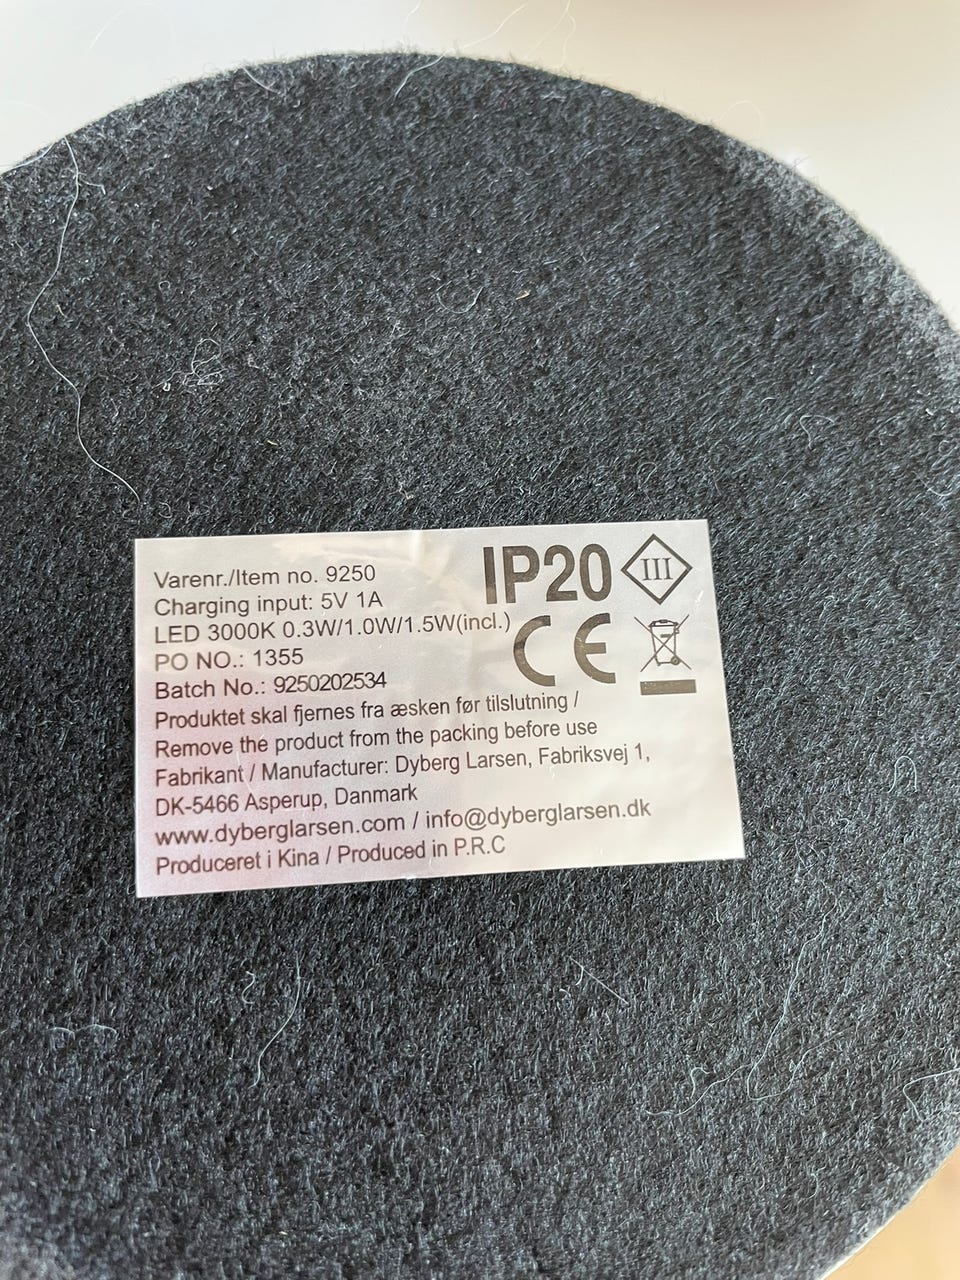 Varenr./Item no. 9250
Charging input: 5V 1A
LED 3000K 0.3W/1.0W/1.5W(incl.)
PO NO.: 1355
Batch No.: 9250202534
Produktet skal fjernes fra æsken før tilslutning /
Remove the product from the packing before use
Fabrikant / Manufacturer: Dyberg Larsen, Fabriksvej 1,
DK-5466 Asperup, Danmark
www.dyberglarsen.com / info@dyberglarsen.dk
Produceret i Kina / Produced in P.R.C
IP20
III
CE